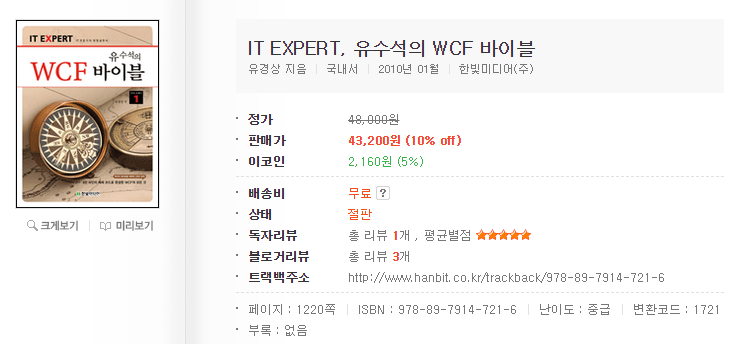 IT EXPERT
유수석의
WCF 바이블
1
한빛미디어
크게보기 | 미리보기
IT EXPERT, 유수석의 WCF 바이블
유경상 지음 | 국내서 | 2010년 01월 | 한빛미디어(주)
정가 48,000원
판매가 43,200원 (10% off)
이코인 2,160원 (5%)
배송비 무료 ?
상태 절판
독자리뷰 총 리뷰 1개 , 평균별점
블로거리뷰 총 리뷰 3개
트랙백주소 http://www.hanbit.co.kr/trackback/978-89-7914-721-6
페이지 : 1220쪽 | ISBN : 978-89-7914-721-6 | 난이도 : 중급 | 변환코드 : 1721
부록 : 없음